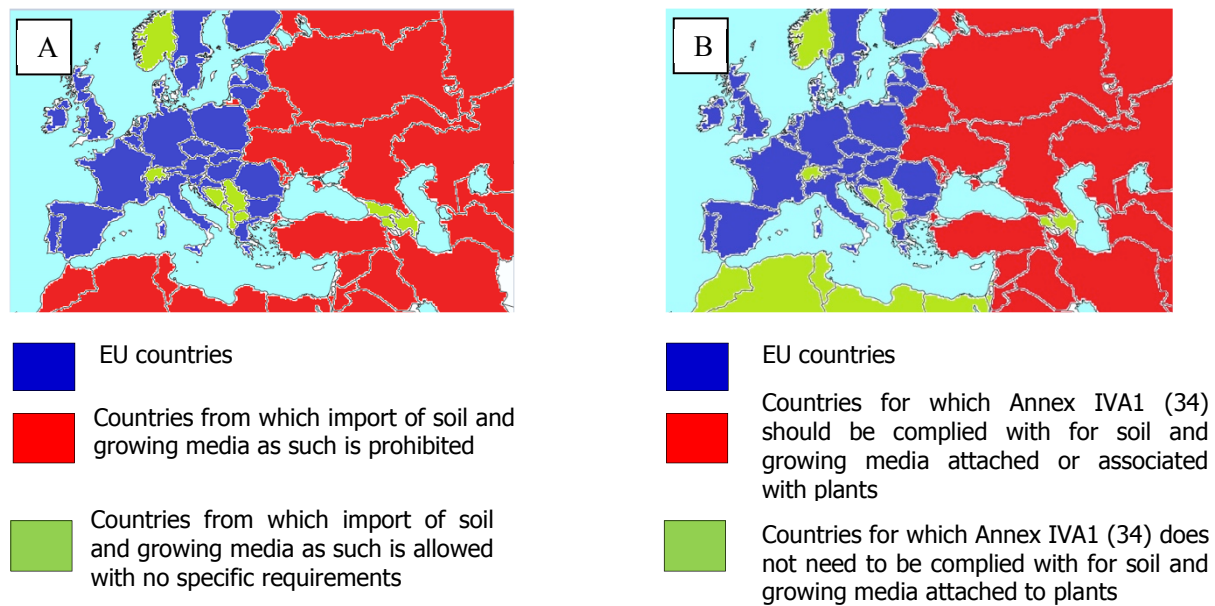 A
B
EU countries
Countries from which import of soil and
growing media as such is prohibited
Countries from which import of soil
and growing media as such is allowed
with no specific requirements
EU countries
Countries for which Annex IVA1 (34)
should be complied with for soil and
growing media attached or associated
with plants
Countries for which Annex IVA1 (34) does
not need to be complied with for soil and
growing media attached to plants